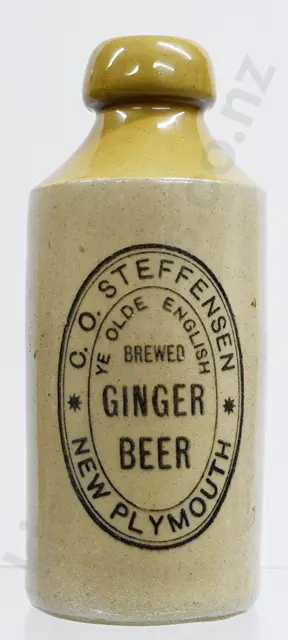 C.O. STEFFENSEN
YE OLDE ENGLISH
BREWED
GINGER
BEER
NEW PLYMOUTH